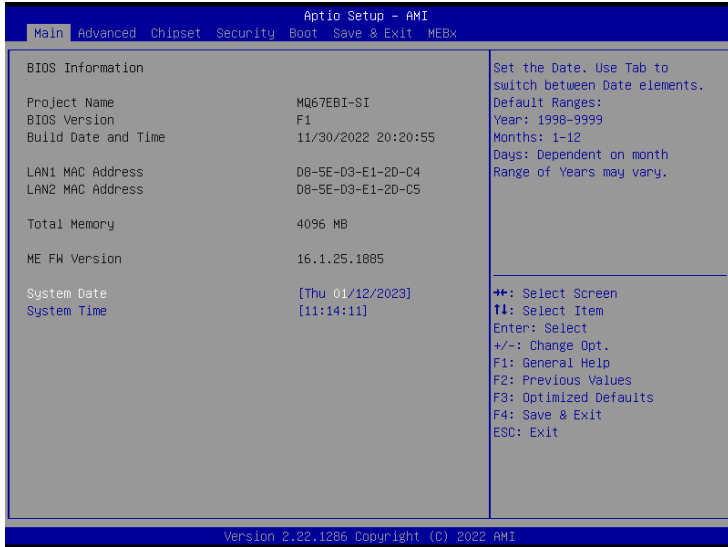 Aptio Setup - AMI
Main Advanced Chipset Security Boot Save & Exit MEBx
BIOS Information
Project Name MQ67EBI-SI
BIOS Version F1
Build Date and Time 11/30/2022 20:20:55
LAN1 MAC Address D8-5E-D3-E1-2D-C4
LAN2 MAC Address D8-5E-D3-E1-2D-C5
Total Memory 4096 MB
ME FW Version 16.1.25.1885
System Date [Thu 01/12/2023]
System Time [11:14:11]
Set the Date. Use Tab to
switch between Date elements.
Default Ranges:
Year: 1998-9999
Months: 1-12
Days: Dependent on month
Range of Years may vary.
→←: Select Screen
↑↓: Select Item
Enter: Select
+/-: Change Opt.
F1: General Help
F2: Previous Values
F3: Optimized Defaults
F4: Save & Exit
ESC: Exit
Version 2.22.1286 Copyright (C) 2022 AMI